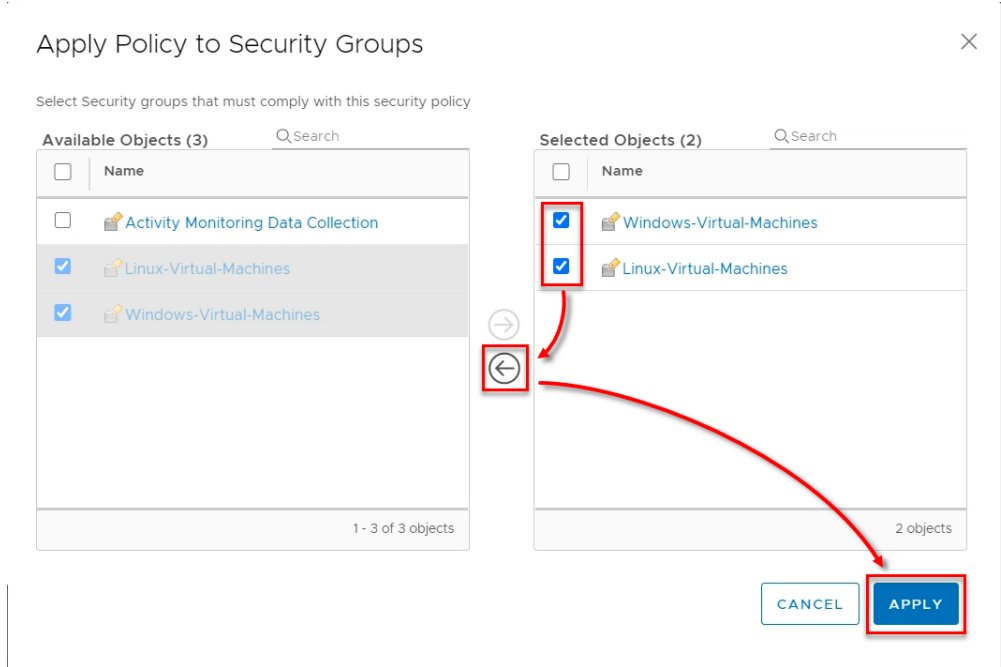 Apply Policy to Security Groups
Select Security groups that must comply with this security policy
Available Objects (3)
Search
Name
Activity Monitoring Data Collection
Linux-Virtual-Machines
Windows-Virtual-Machines
1 - 3 of 3 objects
Selected Objects (2)
Search
Name
Windows-Virtual-Machines
Linux-Virtual-Machines
2 objects
CANCEL
APPLY